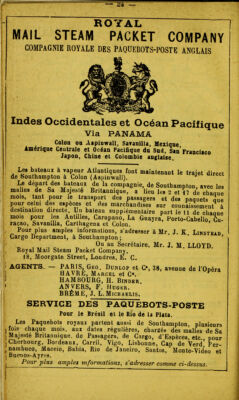 — 24 —
ROYAL
MAIL STEAM PACKET COMPANY
COMPAGNIE ROYALE DES PAQUEBOTS-POSTE ANGLAIS
Indes Occidentales et Océan Pacifique
Via PANAMA
Colon ou Aspinwall, Savanilla, Mexique,
Amérique Centrale et Océan Pacifique du Sud, San Francisco
Japon, Chine et Colombie anglaise.
Les bateaux à vapeur Atlantiques font maintenant le trajet direct
de Southampton à Colon (Aspinwall).
Le départ des bateaux de la compagnie, de Southampton, avec les
malles de Sa Majesté Britannique, a lieu les 2 et 17 de chaque
mois, tant pour le transport des passagers et des paquets que
pour celui des espèces et des marchandises sur connaissement à
destination directe. Un bateau supplémentaire part le 11 de chaque
mois pour les Antilles, Campano, La Guayra, Porto-Cabello, Cu-
racao, Savanilla, Carthagena et Colon.
Pour plus amples informations, s'adresser à Mr J. K. LINSTEAD,
Cargo Department, à Southampton;
Ou au Secrétaire, Mr. J. M. LLOYD,
Royal Mail Steam Packet Company.
18, Moorgate Street, Londres, E. C.
AGENTS. — PARIS, GEO. DUNLOP et Ce, 38, avenue de l'Opéra
HAVRE, MARCEL et Ce.
HAMBOURG, H. BINDER.
ANVERS, F. HUGER.
BRÊME, J. L. MICHAELIS.
SERVICE DES PAQUEBOTS-POSTE
Pour le Brésil et le Rio de la Plata.
Les Paquebots royaux partent aussi de Southampton, plusieurs
fois chaque mois, aux dates régulières, chargés des malles de Sa
Majesté Britannique, de Passagers, de Cargo, d'Espèces, etc., pour
Cherbourg, Bordeaux, Carril, Vigo, Lisbonne, Cap de Verd, Per-
nambuco, Maceio, Bahia, Rio de Janeiro, Santos, Monte-Video et
Buenos-Ayres.
Pour plus amples informations, s'adresser comme ci-dessus.